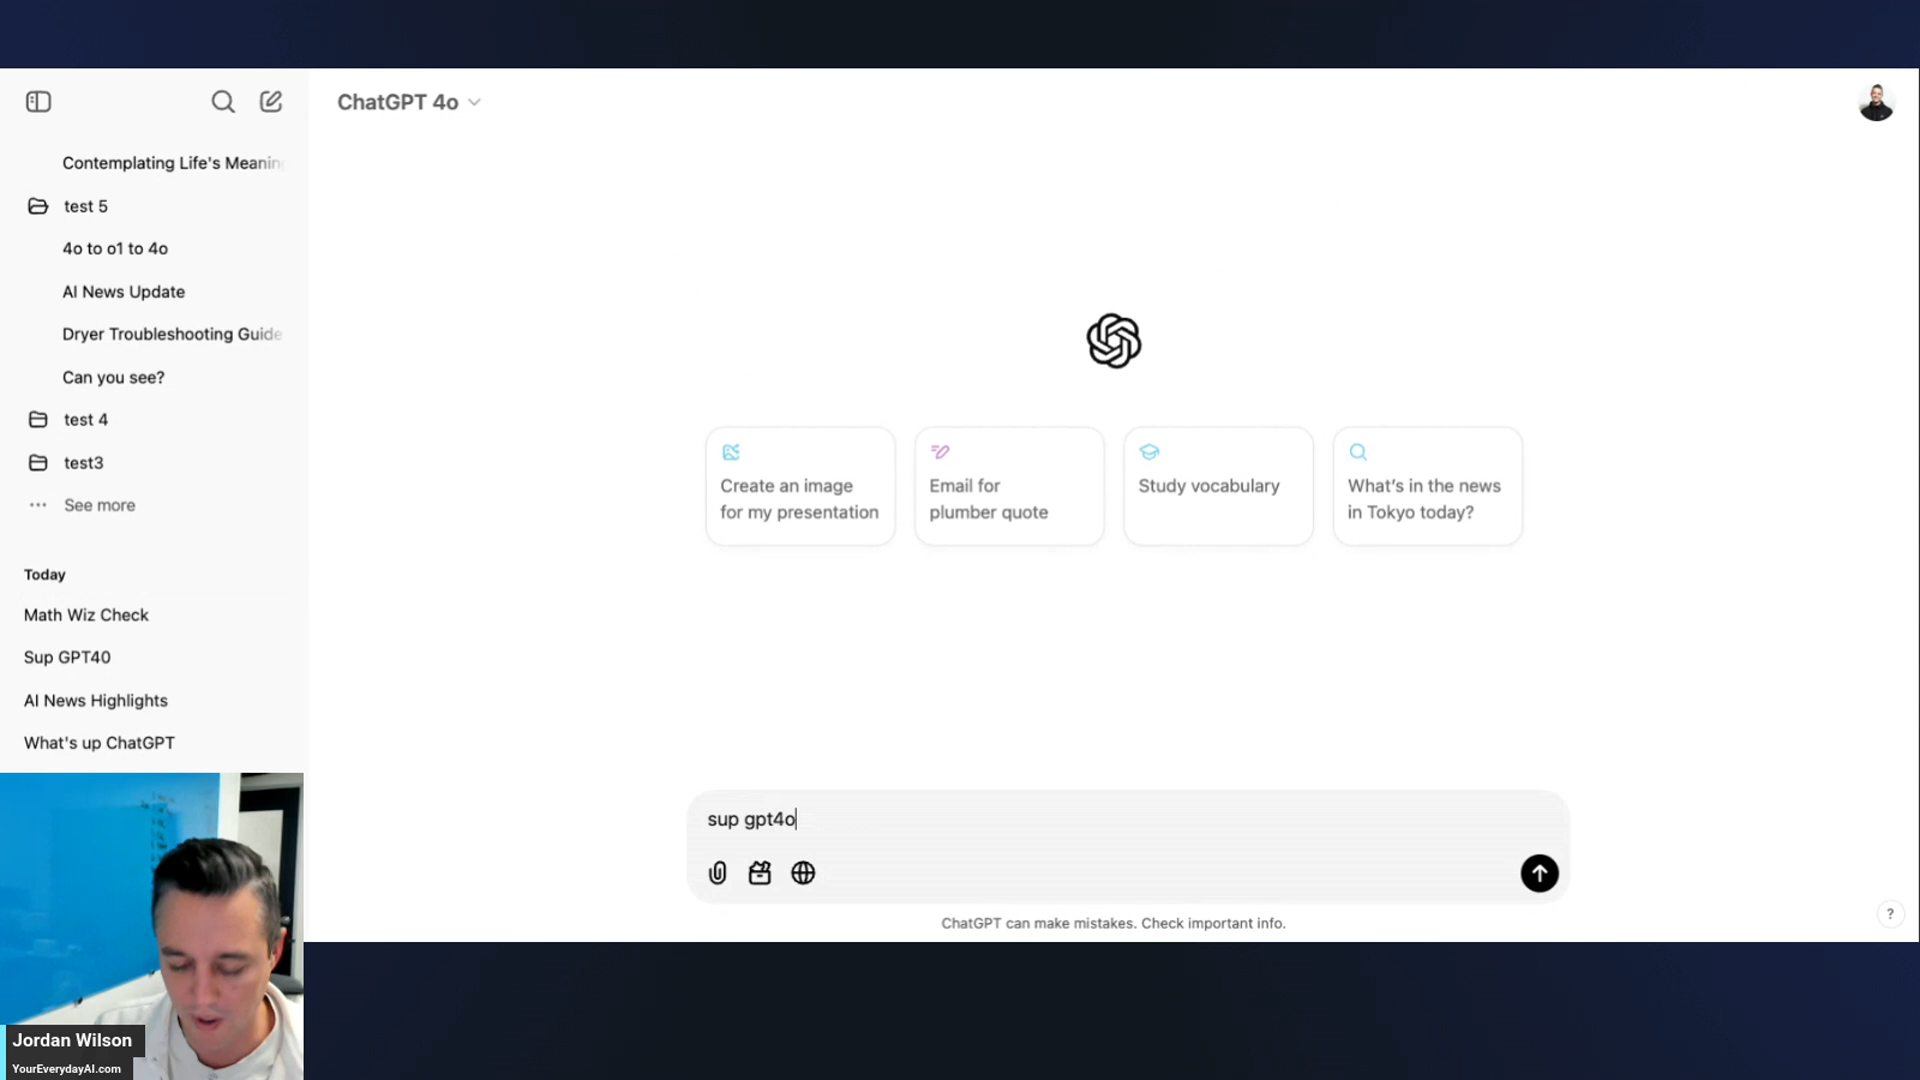 ChatGPT 4o
Contemplating Life's Meaning
test 5
4o to o1 to 4o
AI News Update
Dryer Troubleshooting Guide
Can you see?
test 4
test3
See more
Today
Math Wiz Check
Sup GPT40
AI News Highlights
What's up ChatGPT
Create an image
for my presentation
Email for
plumber quote
Study vocabulary
What's in the news
in Tokyo today?
sup gpt4o
ChatGPT can make mistakes. Check important info.
?
Jordan Wilson
YourEverydayAI.com